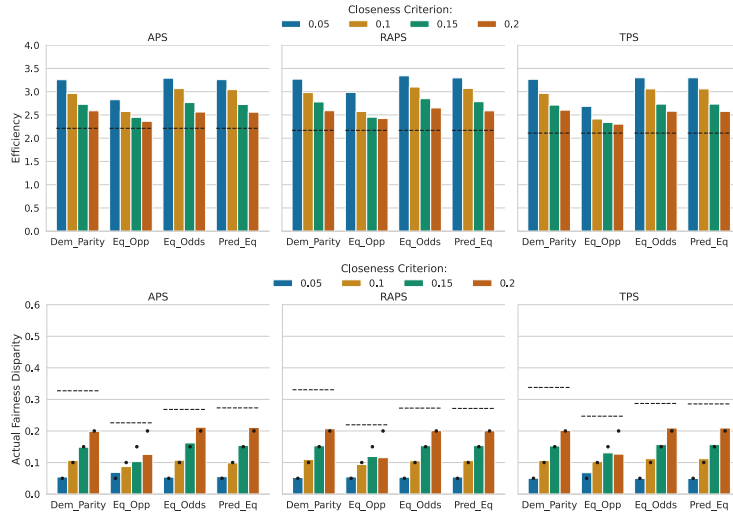 Closeness Criterion:
0.05 0.1 0.15 0.2
APS RAPS TPS
4.0
3.5
3.0
2.5
2.0
1.5
1.0
0.5
0.0
Efficiency
Dem_Parity Eq_Opp Eq_Odds Pred_Eq Dem_Parity Eq_Opp Eq_Odds Pred_Eq Dem_Parity Eq_Opp Eq_Odds Pred_Eq
Closeness Criterion:
0.05 0.1 0.15 0.2
APS RAPS TPS
0.6
0.5
0.4
0.3
0.2
0.1
0.0
Actual Fairness Disparity
Dem_Parity Eq_Opp Eq_Odds Pred_Eq Dem_Parity Eq_Opp Eq_Odds Pred_Eq Dem_Parity Eq_Opp Eq_Odds Pred_Eq